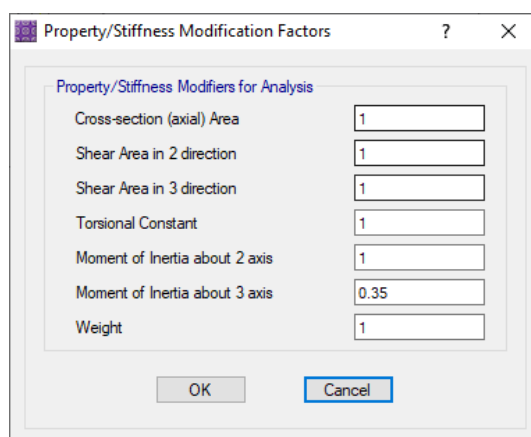 Property/Stiffness Modification Factors ? X
Property/Stiffness Modifiers for Analysis
Cross-section (axial) Area 1
Shear Area in 2 direction 1
Shear Area in 3 direction 1
Torsional Constant 1
Moment of Inertia about 2 axis 1
Moment of Inertia about 3 axis 0.35
Weight 1
OK Cancel